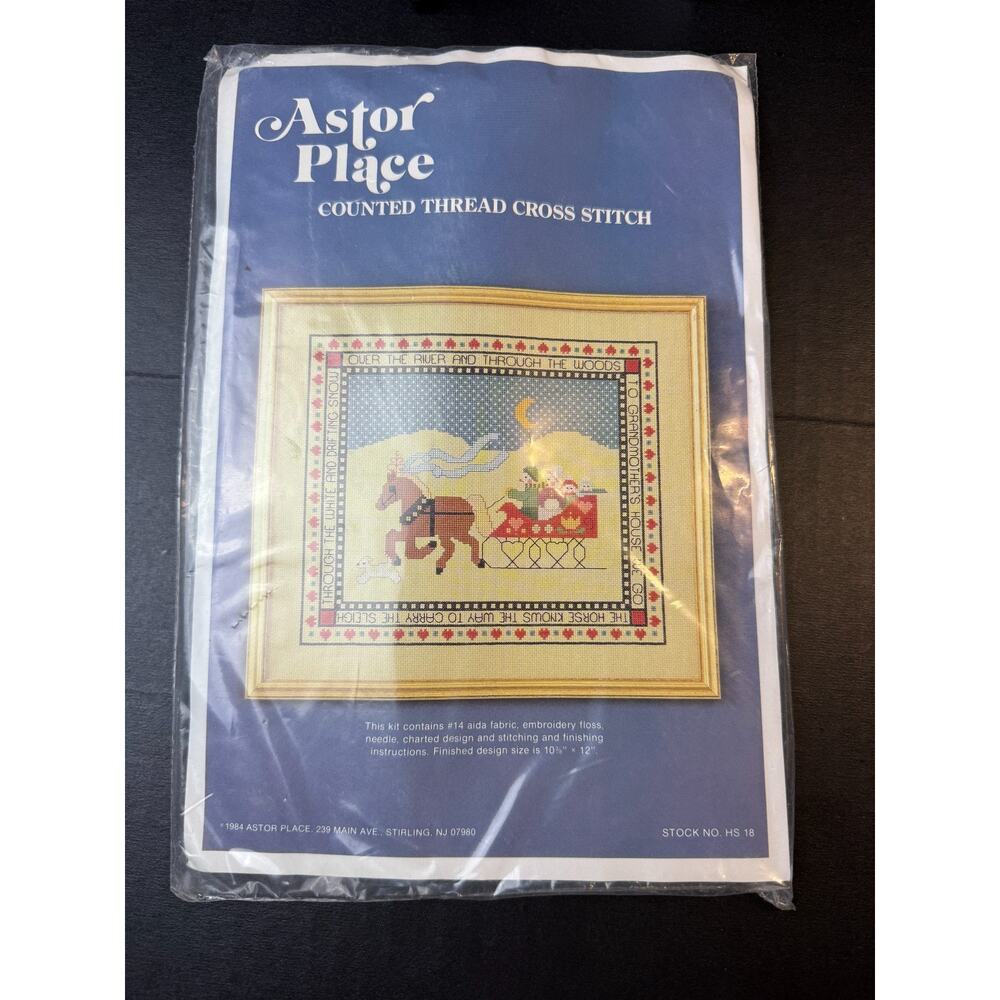 Astor
Place
COUNTED THREAD CROSS STITCH
OVER THE RIVER AND THROUGH THE WOODS
TO GRANDMOTHER'S HOUSE WE GO
THE HORSE KNOWS THE WAY TO CARRY THE SLEIGH
THROUGH THE WHITE AND DRIFTING SNOW
This kit contains #14 aida fabric, embroidery floss,
needle, charted design and stitching and finishing
instructions. Finished design size is 10⅜" × 12".
©1984 ASTOR PLACE, 239 MAIN AVE., STIRLING, NJ 07980
STOCK NO. HS 18